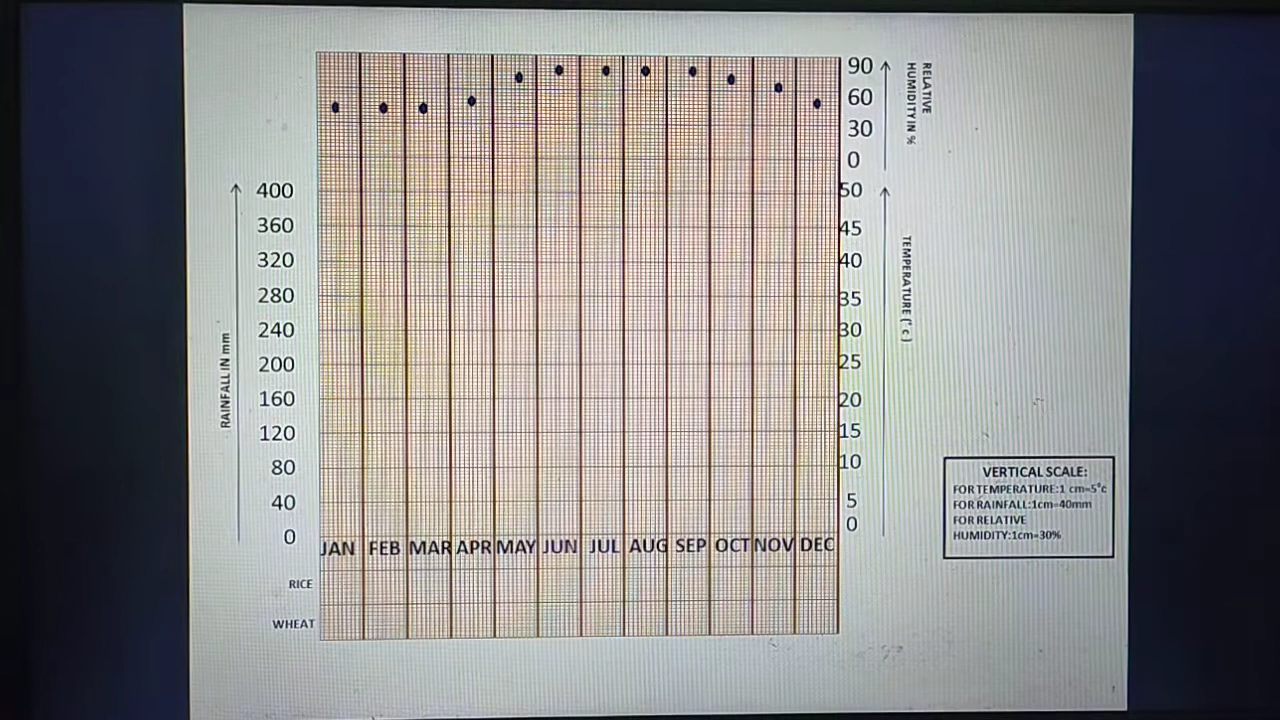 90
60
30
0
RELATIVE
HUMIDITY IN %
400
360
320
280
240
200
160
120
80
40
0
RAINFALL IN mm
50
45
40
35
30
25
20
15
10
5
0
TEMPERATURE (°c)
JAN FEB MAR APR MAY JUN JUL AUG SEP OCT NOV DEC
RICE
WHEAT
VERTICAL SCALE:
FOR TEMPERATURE:1 cm=5°c
FOR RAINFALL:1cm=40mm
FOR RELATIVE
HUMIDITY:1cm=30%